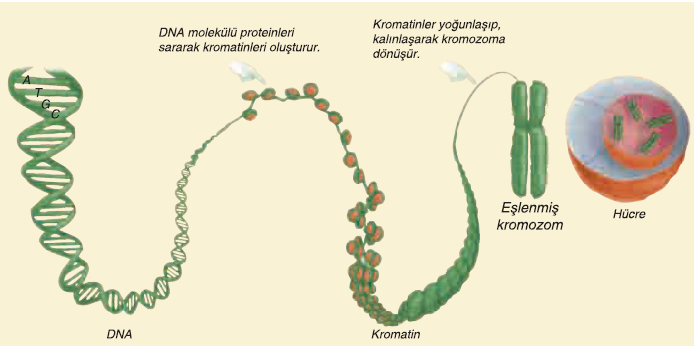 DNA molekülü proteinleri
sararak kromatinleri oluşturur.
Kromatinler yoğunlaşıp,
kalınlaşarak kromozoma
dönüşür.
A
T
G
C
Eşlenmiş
kromozom
Hücre
DNA
Kromatin